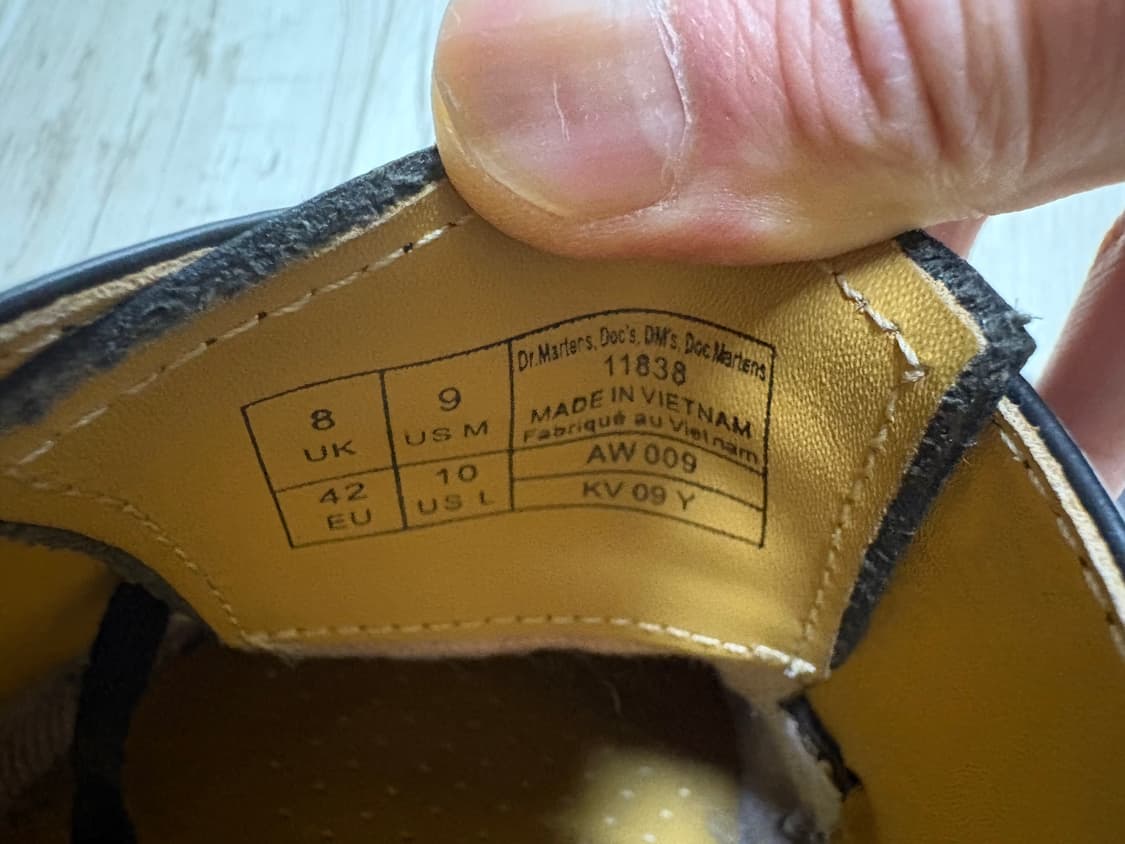 8
UK
9
US M
42
EU
10
US L
Dr.Martens, Doc's, DM's, Doc Martens
11838
MADE IN VIETNAM
Fabriqué au Vietnam
AW 009
KV 09 Y